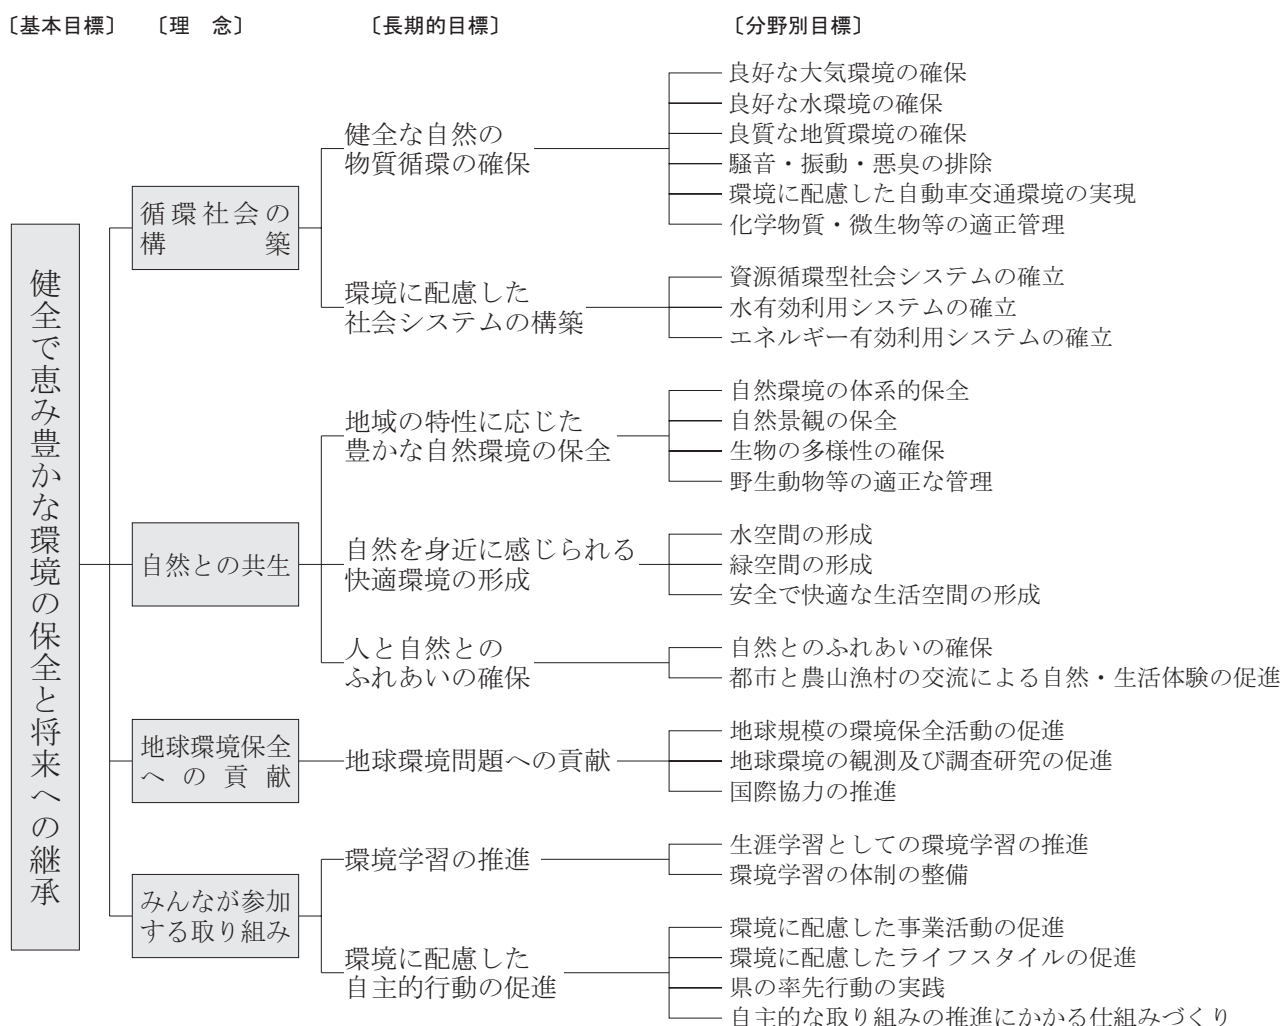 〔基本目標〕 〔理　念〕 〔長期的目標〕 〔分野別目標〕
健全で恵み豊かな環境の保全と将来への継承
循環社会の
構築
健全な自然の
物質循環の確保
良好な大気環境の確保
良好な水環境の確保
良質な地質環境の確保
騒音・振動・悪臭の排除
環境に配慮した自動車交通環境の実現
化学物質・微生物等の適正管理
環境に配慮した
社会システムの構築
資源循環型社会システムの確立
水有効利用システムの確立
エネルギー有効利用システムの確立
自然との共生
地域の特性に応じた
豊かな自然環境の保全
自然環境の体系的保全
自然景観の保全
生物の多様性の確保
野生動物等の適正な管理
自然を身近に感じられる
快適環境の形成
水空間の形成
緑空間の形成
安全で快適な生活空間の形成
人と自然との
ふれあいの確保
自然とのふれあいの確保
都市と農山漁村の交流による自然・生活体験の促進
地球環境保全
への貢献
地球環境問題への貢献
地球規模の環境保全活動の促進
地球環境の観測及び調査研究の促進
国際協力の推進
みんなが参加
する取り組み
環境学習の推進
生涯学習としての環境学習の推進
環境学習の体制の整備
環境に配慮した
自主的行動の促進
環境に配慮した事業活動の促進
環境に配慮したライフスタイルの促進
県の率先行動の実践
自主的な取り組みの推進にかかる仕組みづくり